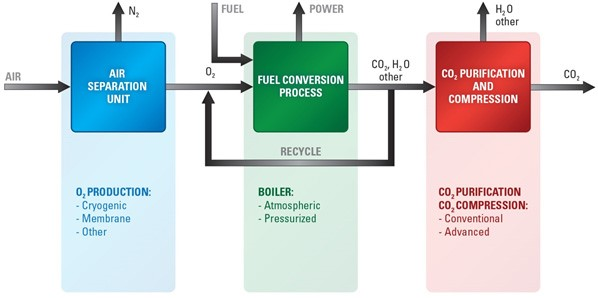 N₂
FUEL
POWER
H₂O
other
AIR
AIR
SEPARATION
UNIT
O₂
FUEL CONVERSION
PROCESS
CO₂, H₂O
other
CO₂ PURIFICATION
AND
COMPRESSION
CO₂
RECYCLE
O₂ PRODUCTION:
- Cryogenic
- Membrane
- Other
BOILER:
- Atmospheric
- Pressurized
CO₂ PURIFICATION
CO₂ COMPRESSION:
- Conventional
- Advanced